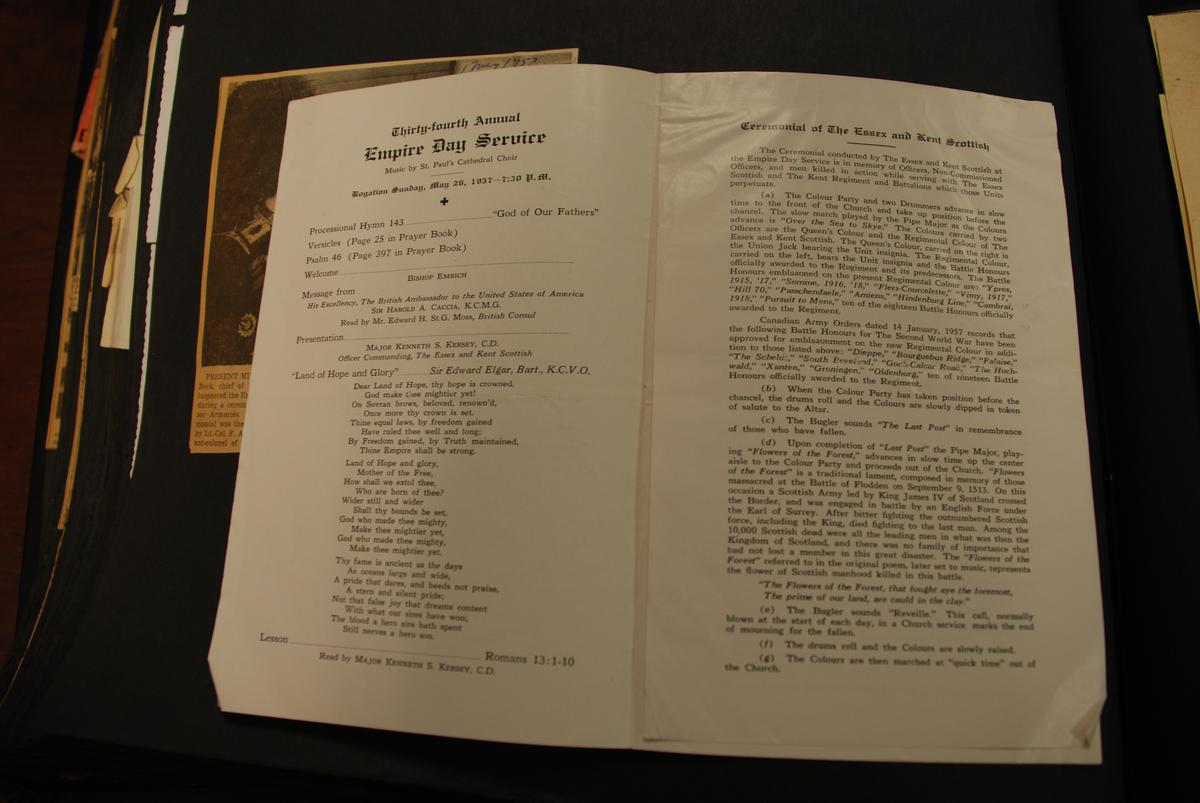 1 May 1957
PRESENT MI
Rock, chief of
inspected the Es
during a cerem
sor Armories.
monial was the
by Lt.-Col. F. A
ant-colonel of
Thirty-fourth Annual
Empire Day Service
Music by St. Paul's Cathedral Choir
Rogation Sunday, May 26, 1957—7:30 P.M.
Processional Hymn 143 "God of Our Fathers"
Versicles (Page 25 in Prayer Book)
Psalm 46 (Page 397 in Prayer Book)
Welcome
BISHOP EMRICH
Message from
His Excellency, The British Ambassador to the United States of America
SIR HAROLD A. CACCIA, K.C.M.G.
Read by Mr. Edward H. St.G. Moss, British Consul
Presentation
MAJOR KENNETH S. KERSEY, C.D.
Officer Commanding, The Essex and Kent Scottish
"Land of Hope and Glory" Sir Edward Elgar, Bart., K.C.V.O.
Dear Land of Hope, thy hope is crowned,
God make thee mightier yet!
On Sovran brows, beloved, renown'd,
Once more thy crown is set.
Thine equal laws, by freedom gained
Have ruled thee well and long;
By Freedom gained, by Truth maintained,
Thine Empire shall be strong.
Land of Hope and glory,
Mother of the Free,
How shall we extol thee,
Who are born of thee?
Wider still and wider
Shall thy bounds be set,
God who made thee mighty,
Make thee mightier yet,
God who made thee mighty,
Make thee mightier yet.
Thy fame is ancient as the days
As oceans large and wide,
A pride that dares, and heeds not praise,
A stern and silent pride;
Not that false joy that dreams content
With what our sires have won;
The blood a hero sire hath spent
Still nerves a hero son.
Lesson Romans 13:1-10
Read by MAJOR KENNETH S. KERSEY, C.D.
Ceremonial of The Essex and Kent Scottish
The Ceremonial conducted by The Essex and Kent Scottish at
the Empire Day Service is in memory of Officers, Non-Commissioned
Officers, and men killed in action while serving with The Essex
Scottish and The Kent Regiment and Battalions which those Units
perpetuate.
(a) The Colour Party and two Drummers advance in slow
time to the front of the Church and take up position before the
chancel. The slow march played by the Pipe Major as the Colours
advance is "Over the Sea to Skye." The Colours carried by two
Officers are the Queen's Colour and the Regimental Colour of The
Essex and Kent Scottish. The Queen's Colour, carried on the right is
the Union Jack bearing the Unit insignia. The Regimental Colour,
carried on the left, bears the Unit insignia and the Battle Honours
officially awarded to the Regiment and its predecessors. The Battle
Honours emblazoned on the present Regimental Colour are: "Ypres,
1915, '17," "Somme, 1916, '18," "Flers-Courcelette," "Vimy, 1917,"
"Hill 70," "Passchendaele," "Amiens," "Hindenburg Line," "Cambrai,
1918," "Pursuit to Mons," ten of the eighteen Battle Honours officially
awarded to the Regiment.
Canadian Army Orders dated 14 January, 1957 records that
the following Battle Honours for The Second World War have been
approved for emblazonment on the new Regimental Colour in addi-
tion to those listed above: "Dieppe," "Bourguebus Ridge," "Falaise,"
"The Scheldt," "South Beveland," "Goch-Calcar Road," "The Hoch-
wald," "Xanten," "Groningen," "Oldenburg," ten of nineteen Battle
Honours officially awarded to the Regiment.
(b) When the Colour Party has taken position before the
chancel, the drums roll and the Colours are slowly dipped in token
of salute to the Altar.
(c) The Bugler sounds "The Last Post" in remembrance
of those who have fallen.
(d) Upon completion of "Last Post" the Pipe Major, play-
ing "Flowers of the Forest," advances in slow time up the center
aisle to the Colour Party and proceeds out of the Church. "Flowers
of the Forest" is a traditional lament, composed in memory of those
massacred at the Battle of Flodden on September 9, 1513. On this
occasion a Scottish Army led by King James IV of Scotland crossed
the Border, and was engaged in battle by an English Force under
the Earl of Surrey. After bitter fighting the outnumbered Scottish
force, including the King, died fighting to the last man. Among the
10,000 Scottish dead were all the leading men in what was then the
Kingdom of Scotland, and there was no family of importance that
had not lost a member in this great disaster. The "Flowers of the
Forest" referred to in the original poem, later set to music, represents
the flower of Scottish manhood killed in this battle.
"The Flowers of the Forest, that fought aye the foremost,
The prime of our land, are cauld in the clay."
(e) The Bugler sounds "Reveille." This call, normally
blown at the start of each day, in a Church service marks the end
of mourning for the fallen.
(f) The drums roll and the Colours are slowly raised.
(g) The Colours are then marched at "quick time" out of
the Church.